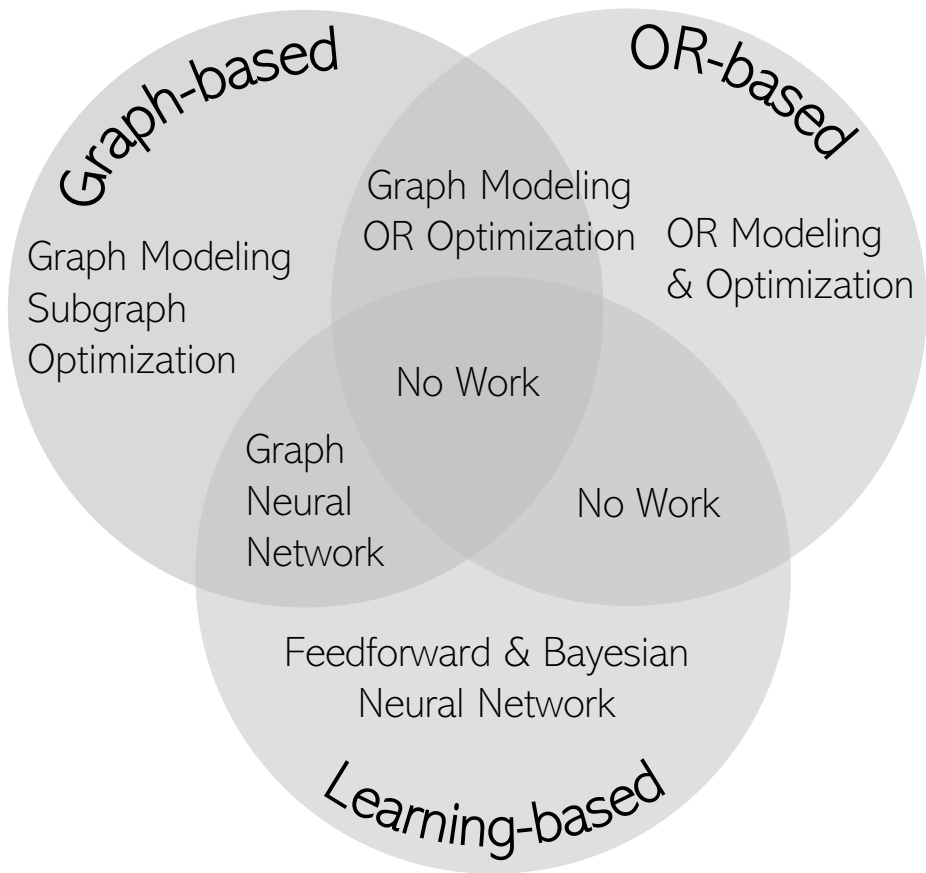 Graph-based
OR-based
Graph Modeling
OR Optimization
OR Modeling
& Optimization
Graph Modeling
Subgraph
Optimization
No Work
Graph
Neural
Network
No Work
Feedforward & Bayesian
Neural Network
Learning-based